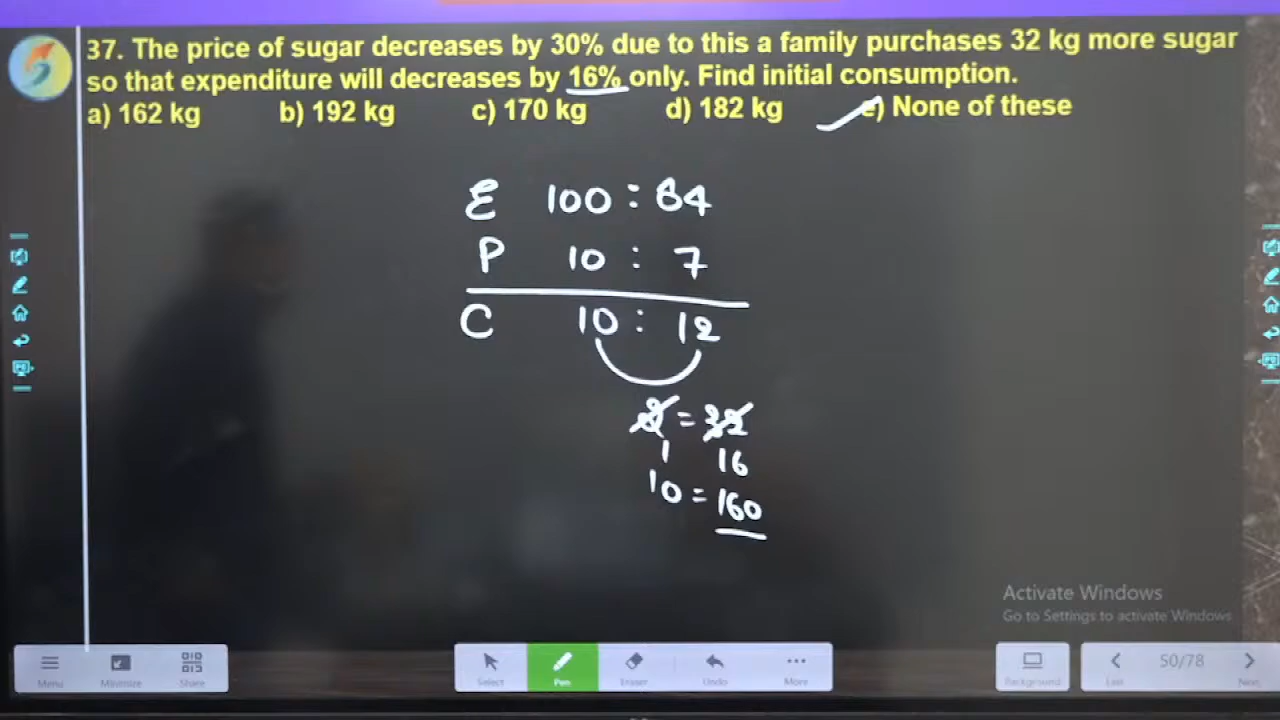 37. The price of sugar decreases by 30% due to this a family purchases 32 kg more sugar
so that expenditure will decreases by 16% only. Find initial consumption.
a) 162 kg b) 192 kg c) 170 kg d) 182 kg e) None of these
E 100 : 84
P 10 : 7
C 10 : 12
2 = 32
1 16
10 = 160
Activate Windows
Go to Settings to activate Windows
Menu Minimize Share Select Pen Eraser Undo More Background Last 50/78 Next